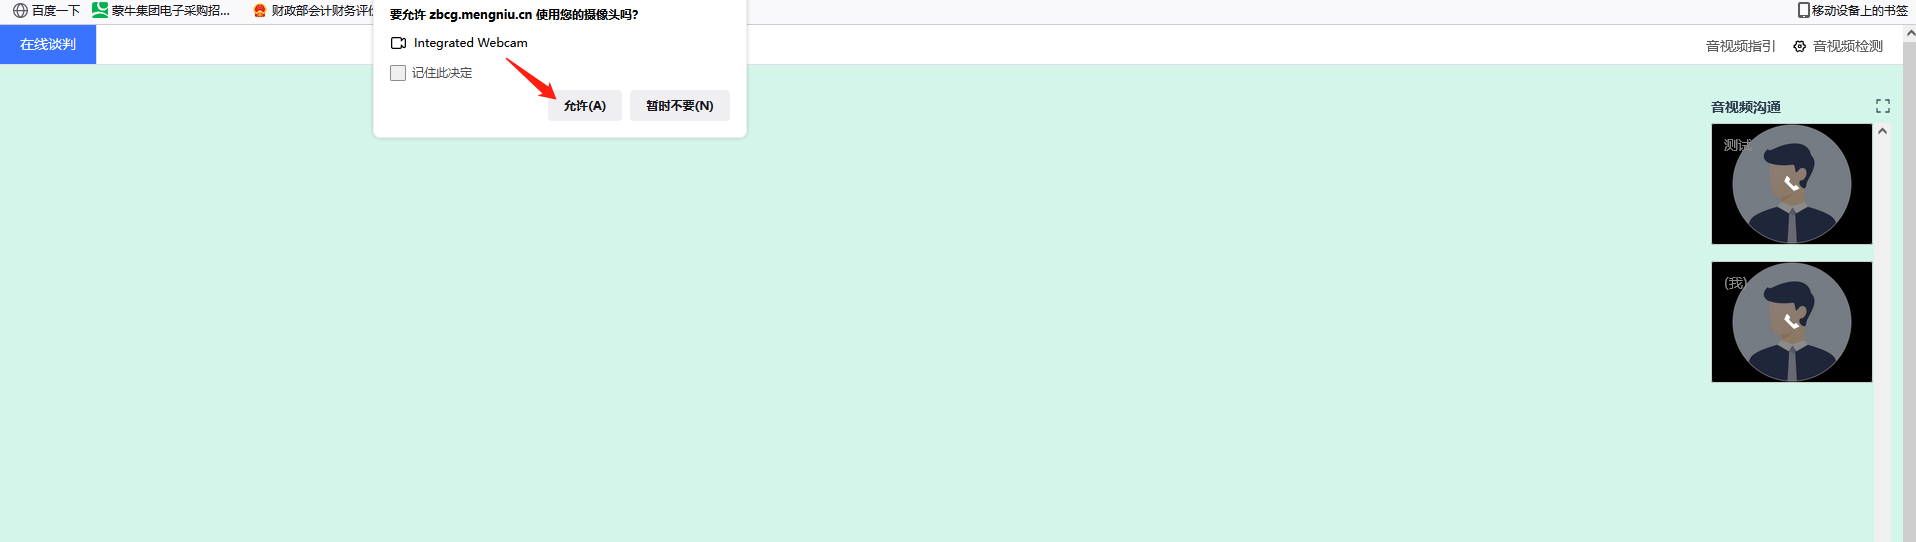 百度一下 蒙牛集团电子采购招... 财政部会计财务评价 移动设备上的书签
要允许 zbcg.mengniu.cn 使用您的摄像头吗?
Integrated Webcam
在线谈判 音视频指引 音视频检测
记住此决定
允许(A) 暂时不要(N)
音视频沟通
测试
(我)